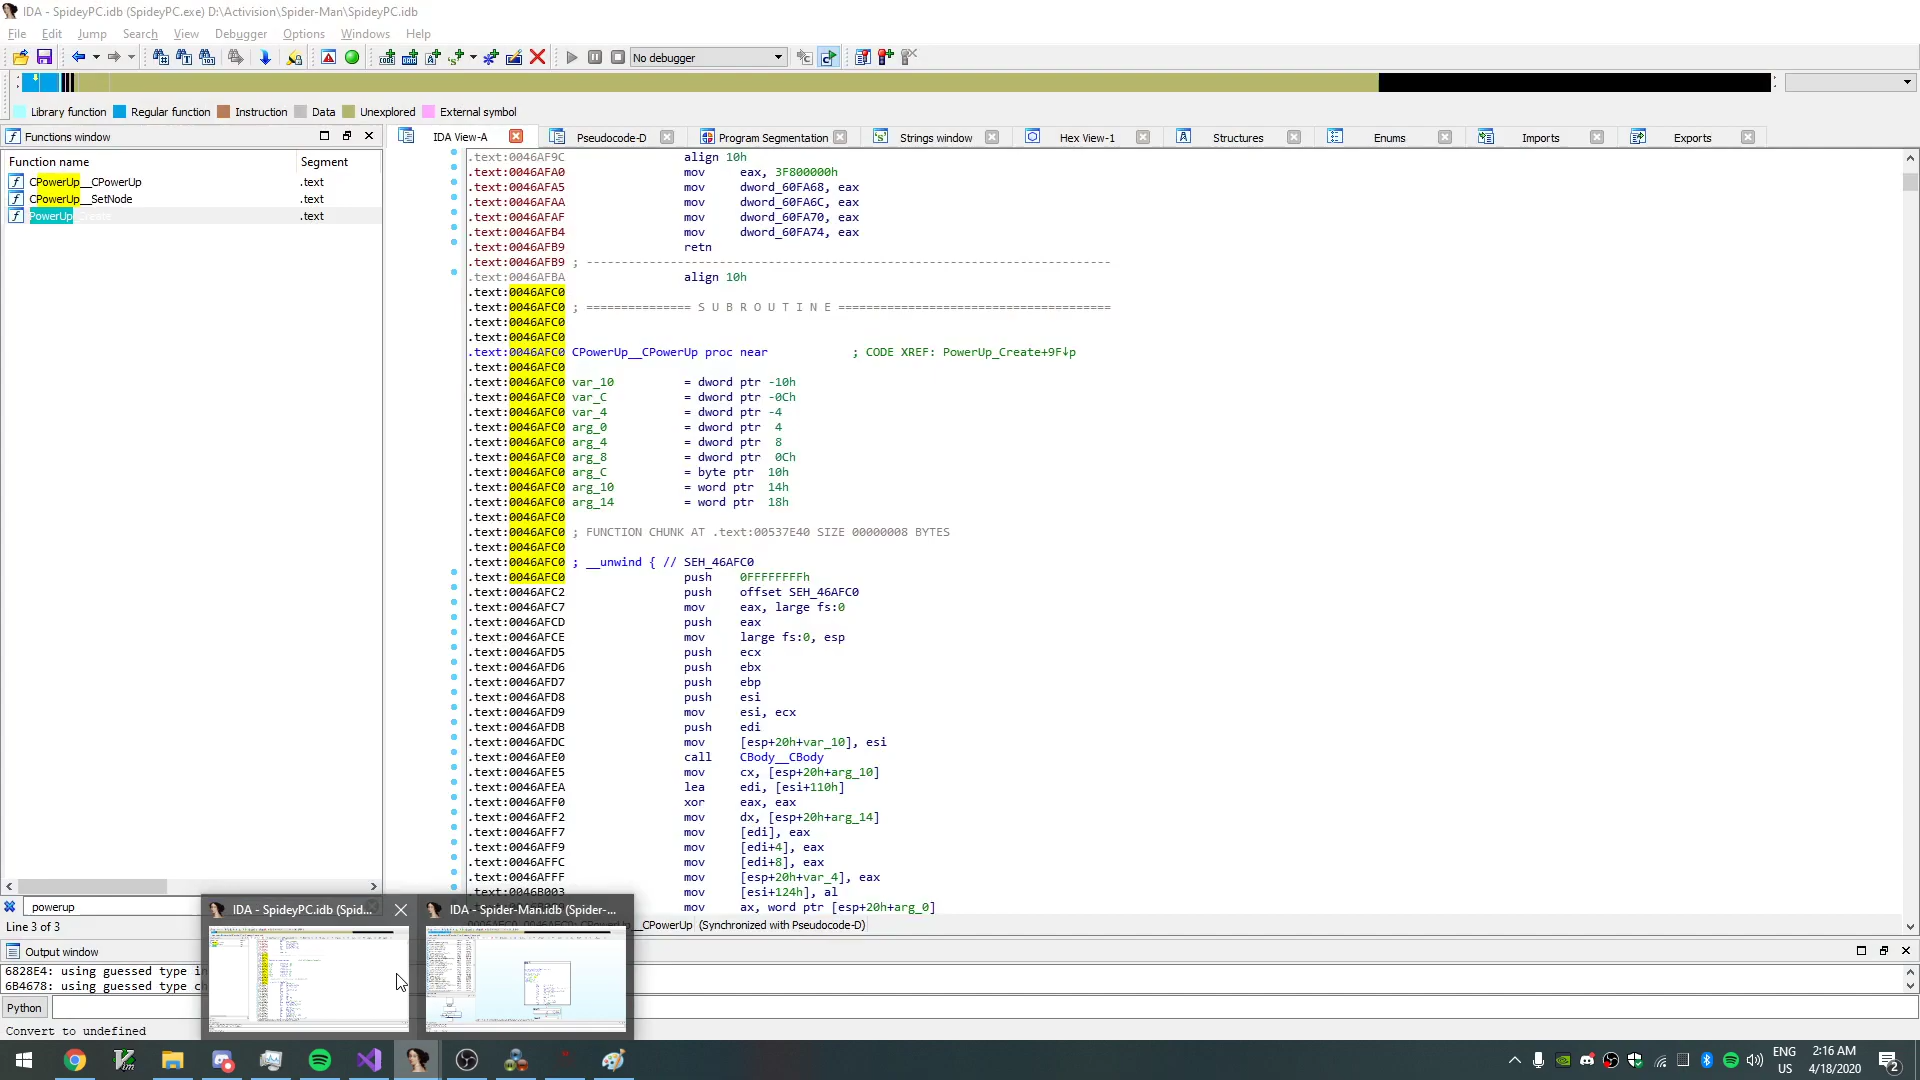 IDA - SpideyPC.idb (SpideyPC.exe) D:\Activision\Spider-Man\SpideyPC.idb
File Edit Jump Search View Debugger Options Windows Help
No debugger
Library function Regular function Instruction Data Unexplored External symbol
Functions window
Function name Segment
CPowerUp__CPowerUp .text
CPowerUp__SetNode .text
PowerUp_Create .text
IDA View-A Pseudocode-D Program Segmentation Strings window Hex View-1 Structures Enums Imports Exports
.text:0046AF9C align 10h
.text:0046AFA0 mov eax, 3F800000h
.text:0046AFA5 mov dword_60FA68, eax
.text:0046AFAA mov dword_60FA6C, eax
.text:0046AFAF mov dword_60FA70, eax
.text:0046AFB4 mov dword_60FA74, eax
.text:0046AFB9 retn
.text:0046AFB9 ; ---------------------------------------------------------------------------
.text:0046AFBA align 10h
.text:0046AFC0
.text:0046AFC0 ; =============== S U B R O U T I N E =======================================
.text:0046AFC0
.text:0046AFC0
.text:0046AFC0 CPowerUp__CPowerUp proc near ; CODE XREF: PowerUp_Create+9F↓p
.text:0046AFC0
.text:0046AFC0 var_10 = dword ptr -10h
.text:0046AFC0 var_C = dword ptr -0Ch
.text:0046AFC0 var_4 = dword ptr -4
.text:0046AFC0 arg_0 = dword ptr 4
.text:0046AFC0 arg_4 = dword ptr 8
.text:0046AFC0 arg_8 = dword ptr 0Ch
.text:0046AFC0 arg_C = byte ptr 10h
.text:0046AFC0 arg_10 = word ptr 14h
.text:0046AFC0 arg_14 = word ptr 18h
.text:0046AFC0
.text:0046AFC0 ; FUNCTION CHUNK AT .text:00537E40 SIZE 00000008 BYTES
.text:0046AFC0
.text:0046AFC0 ; __unwind { // SEH_46AFC0
.text:0046AFC0 push 0FFFFFFFFh
.text:0046AFC2 push offset SEH_46AFC0
.text:0046AFC7 mov eax, large fs:0
.text:0046AFCD push eax
.text:0046AFCE mov large fs:0, esp
.text:0046AFD5 push ecx
.text:0046AFD6 push ebx
.text:0046AFD7 push ebp
.text:0046AFD8 push esi
.text:0046AFD9 mov esi, ecx
.text:0046AFDB push edi
.text:0046AFDC mov [esp+20h+var_10], esi
.text:0046AFE0 call CBody__CBody
.text:0046AFE5 mov cx, [esp+20h+arg_10]
.text:0046AFEA lea edi, [esi+110h]
.text:0046AFF0 xor eax, eax
.text:0046AFF2 mov dx, [esp+20h+arg_14]
.text:0046AFF7 mov [edi], eax
.text:0046AFF9 mov [edi+4], eax
.text:0046AFFC mov [edi+8], eax
.text:0046AFFF mov [esp+20h+var_4], eax
.text:0046B003 mov [esi+124h], al
mov ax, word ptr [esp+20h+arg_0]
powerup
IDA - SpideyPC.idb (Spid... IDA - Spider-Man.idb (Spider-...
Line 3 of 3
__CPowerUp (Synchronized with Pseudocode-D)
Output window
6828E4: using guessed type in
6B4678: using guessed type c
Python
Convert to undefined
ENG
US
2:16 AM
4/18/2020
2